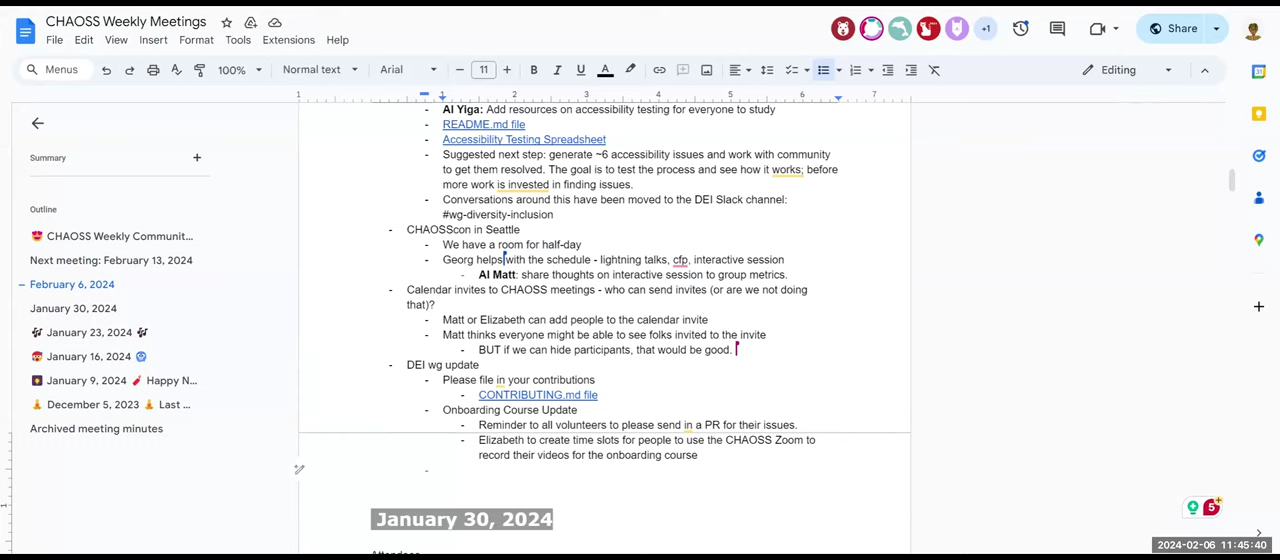 CHAOSS Weekly Meetings
File Edit View Insert Format Tools Extensions Help
+1
Share
Menus
100%
Normal text
Arial
11
B I U A
Editing
1 1 2 3 4 5 6 7
Summary
Outline
😍 CHAOSS Weekly Communit...
Next meeting: February 13, 2024
February 6, 2024
January 30, 2024
🎶 January 23, 2024 🎶
January 16, 2024
January 9, 2024 🧨 Happy N...
December 5, 2023 Last ...
Archived meeting minutes
- AI Yiga: Add resources on accessibility testing for everyone to study
- README.md file
- Accessibility Testing Spreadsheet
- Suggested next step: generate ~6 accessibility issues and work with community
to get them resolved. The goal is to test the process and see how it works; before
more work is invested in finding issues.
- Conversations around this have been moved to the DEI Slack channel:
#wg-diversity-inclusion
- CHAOSScon in Seattle
- We have a room for half-day
- Georg helps with the schedule - lightning talks, cfp, interactive session
- AI Matt: share thoughts on interactive session to group metrics.
- Calendar invites to CHAOSS meetings - who can send invites (or are we not doing
that)?
- Matt or Elizabeth can add people to the calendar invite
- Matt thinks everyone might be able to see folks invited to the invite
- BUT if we can hide participants, that would be good.
- DEI wg update
- Please file in your contributions
- CONTRIBUTING.md file
- Onboarding Course Update
- Reminder to all volunteers to please send in a PR for their issues.
- Elizabeth to create time slots for people to use the CHAOSS Zoom to
record their videos for the onboarding course
-
January 30, 2024
Attendees
1
5
2024-02-06 11:45:40